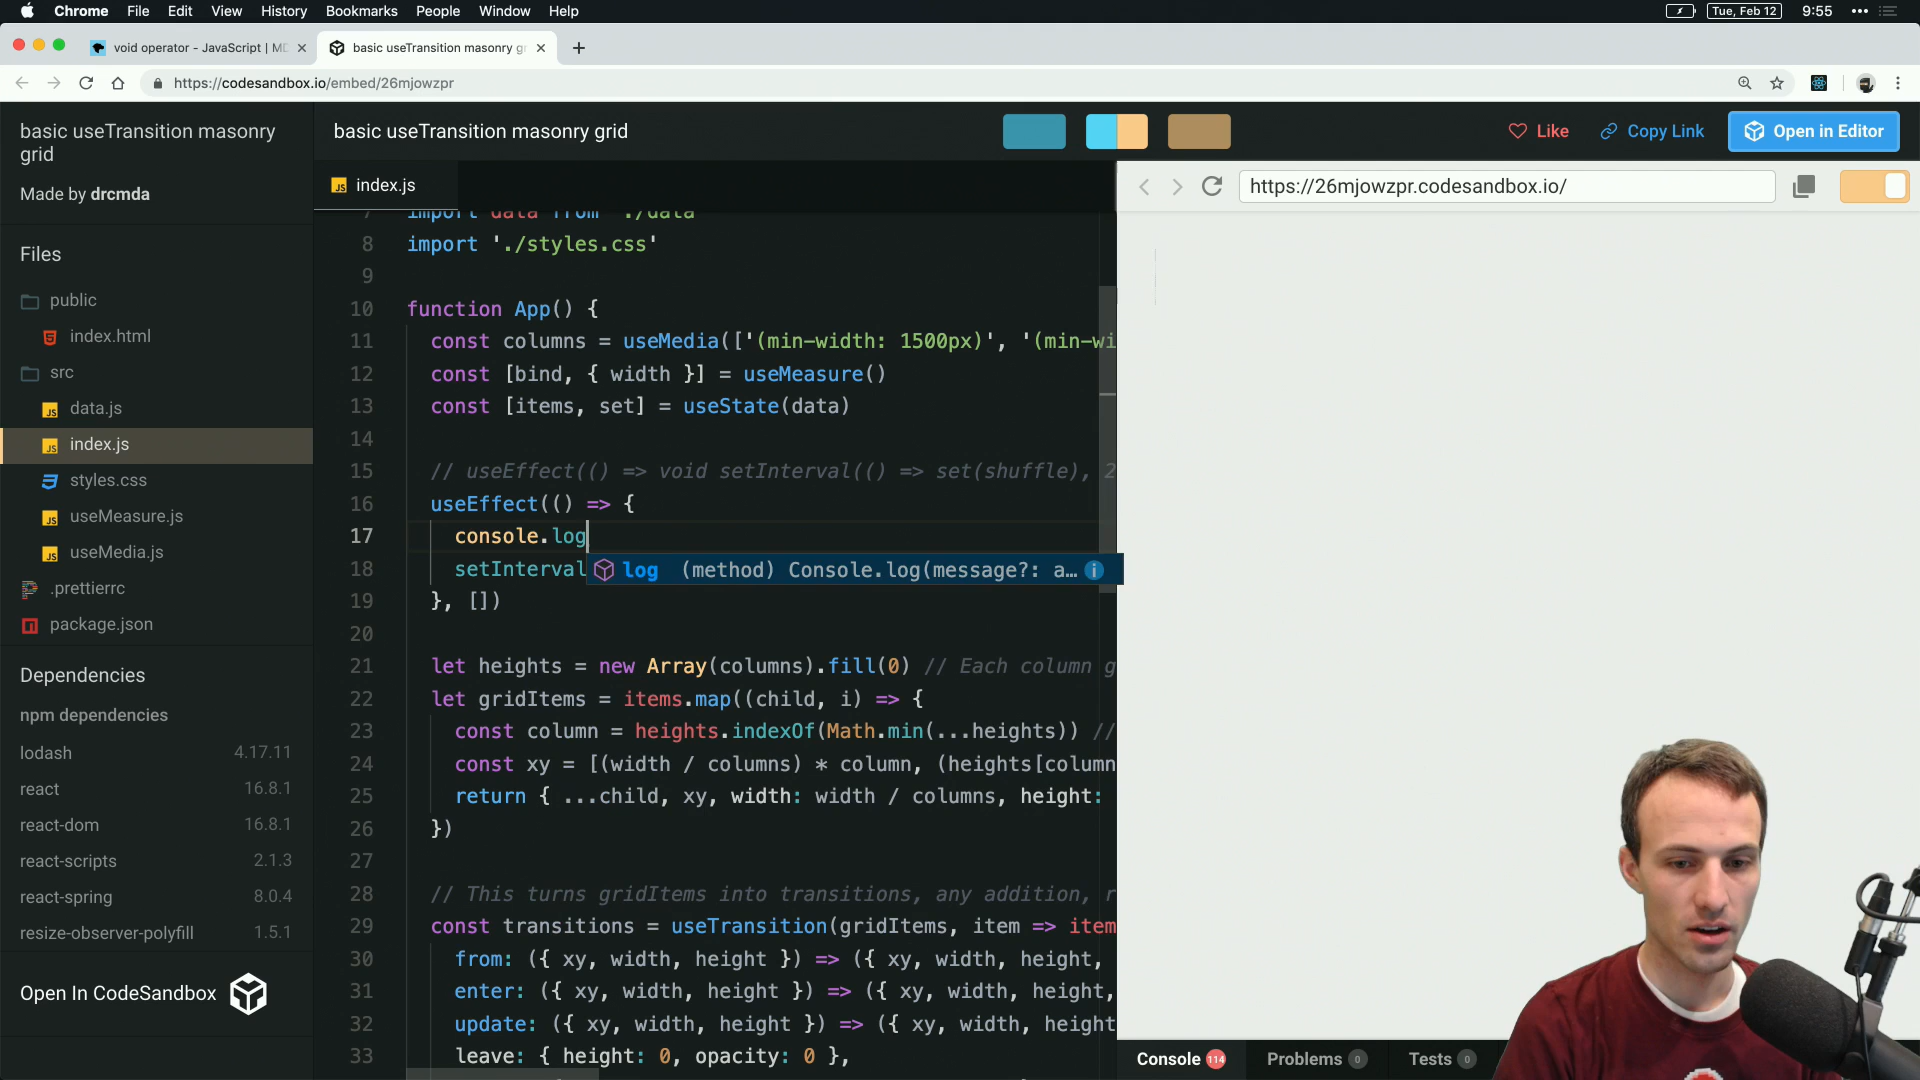 Chrome File Edit View History Bookmarks People Window Help
Tue, Feb 12 9:55
void operator - JavaScript | MD
basic useTransition masonry gr
https://codesandbox.io/embed/26mjowzpr
basic useTransition masonry grid
Made by drcmda
basic useTransition masonry grid
Like
Copy Link
Open in Editor
index.js
https://26mjowzpr.codesandbox.io/
Files
public
index.html
src
data.js
index.js
styles.css
useMeasure.js
useMedia.js
.prettierrc
package.json
Dependencies
npm dependencies
lodash 4.17.11
react 16.8.1
react-dom 16.8.1
react-scripts 2.1.3
react-spring 8.0.4
resize-observer-polyfill 1.5.1
Open In CodeSandbox
7 import data from './data'
8 import './styles.css'
9
10 function App() {
11 const columns = useMedia(['(min-width: 1500px)', '(min-wi
12 const [bind, { width }] = useMeasure()
13 const [items, set] = useState(data)
14
15 // useEffect(() => void setInterval(() => set(shuffle), 2
16 useEffect(() => {
17 console.log
18 setInterval
log (method) Console.log(message?: a...
19 }, [])
20
21 let heights = new Array(columns).fill(0) // Each column g
22 let gridItems = items.map((child, i) => {
23 const column = heights.indexOf(Math.min(...heights)) //
24 const xy = [(width / columns) * column, (heights[column
25 return { ...child, xy, width: width / columns, height:
26 })
27
28 // This turns gridItems into transitions, any addition, r
29 const transitions = useTransition(gridItems, item => item
30 from: ({ xy, width, height }) => ({ xy, width, height,
31 enter: ({ xy, width, height }) => ({ xy, width, height,
32 update: ({ xy, width, height }) => ({ xy, width, height
33 leave: { height: 0, opacity: 0 },
Console 114
Problems 0
Tests 0